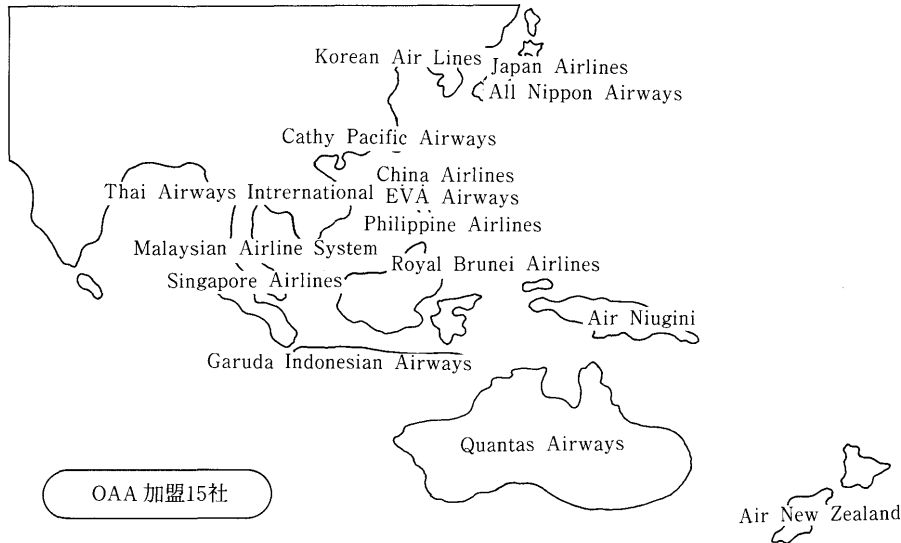 Korean Air Lines
Japan Airlines
All Nippon Airways
Cathy Pacific Airways
China Airlines
Thai Airways Intrernational
EVA Airways
Philippine Airlines
Malaysian Airline System
Royal Brunei Airlines
Singapore Airlines
Air Niugini
Garuda Indonesian Airways
Quantas Airways
OAA 加盟15社
Air New Zealand